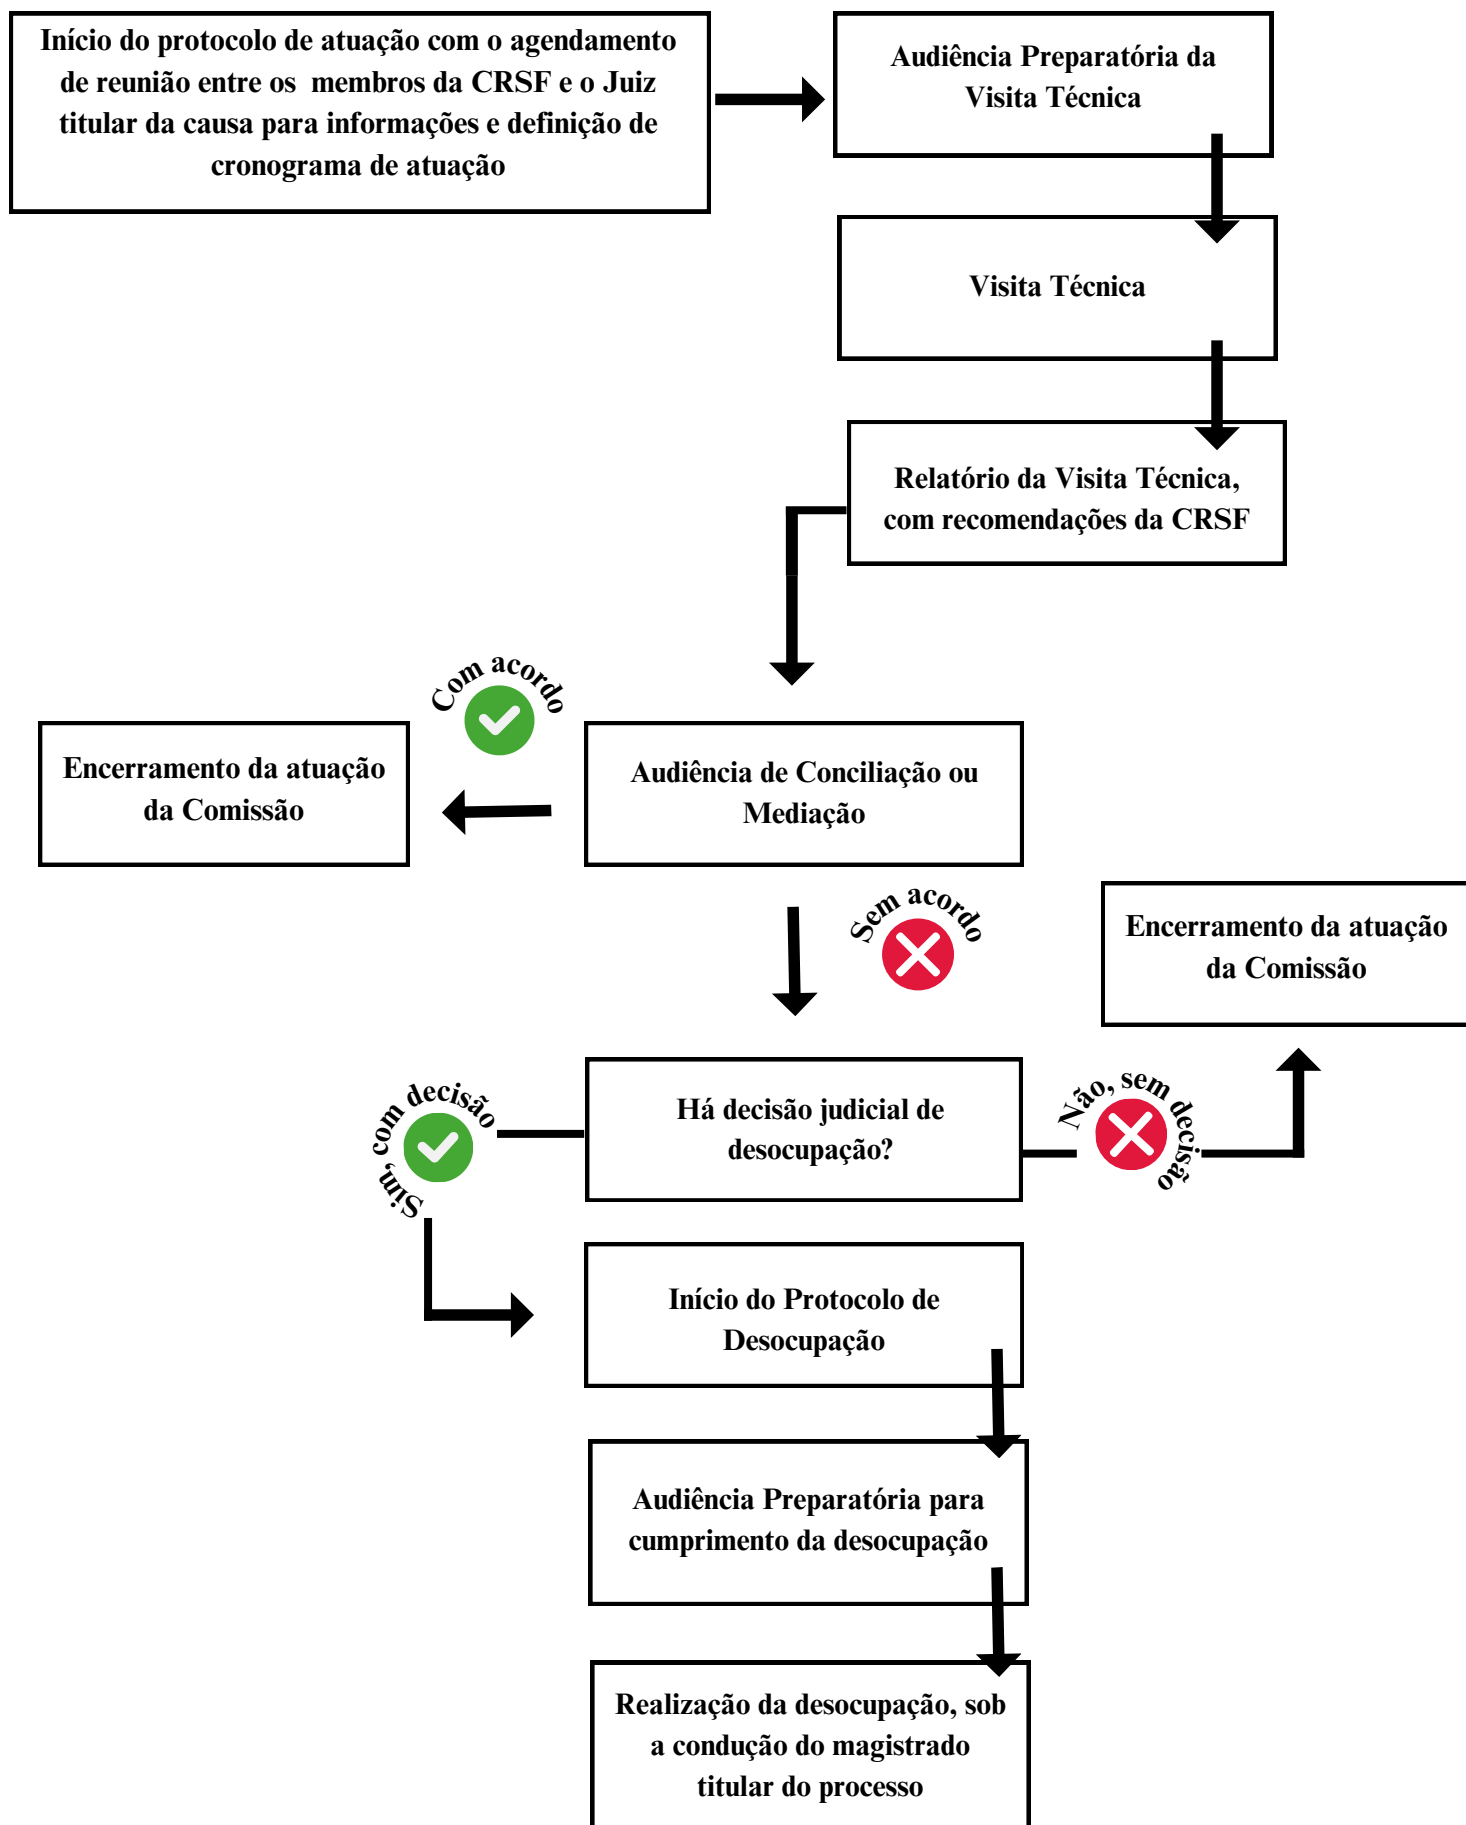 Início do protocolo de atuação com o agendamento
de reunião entre os membros da CRSF e o Juiz
titular da causa para informações e definição de
cronograma de atuação
Audiência Preparatória da
Visita Técnica
Visita Técnica
Relatório da Visita Técnica,
com recomendações da CRSF
Com acordo
Encerramento da atuação
da Comissão
Audiência de Conciliação ou
Mediação
Sem acordo
Encerramento da atuação
da Comissão
Há decisão judicial de
desocupação?
Sim, com decisão
Não, sem decisão
Início do Protocolo de
Desocupação
Audiência Preparatória para
cumprimento da desocupação
Realização da desocupação, sob
a condução do magistrado
titular do processo